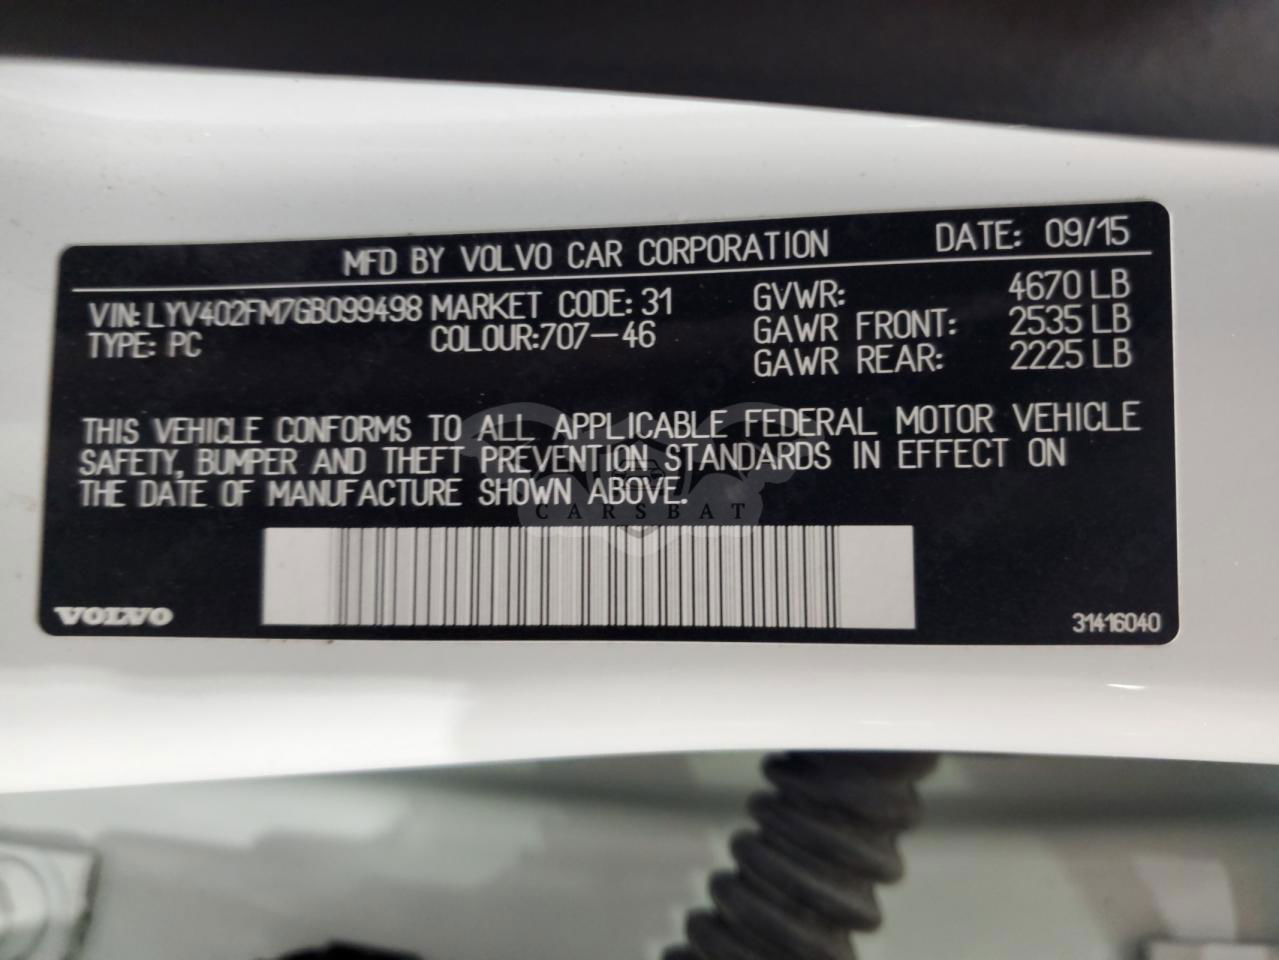 MFD BY VOLVO CAR CORPORATION DATE: 09/15
VIN: LYV402FM7GB099498 MARKET CODE: 31 GVWR: 4670 LB
TYPE: PC COLOUR:707-46 GAWR FRONT: 2535 LB
GAWR REAR: 2225 LB
THIS VEHICLE CONFORMS TO ALL APPLICABLE FEDERAL MOTOR VEHICLE
SAFETY, BUMPER AND THEFT PREVENTION STANDARDS IN EFFECT ON
THE DATE OF MANUFACTURE SHOWN ABOVE.
CARSBAT
VOLVO 31416040